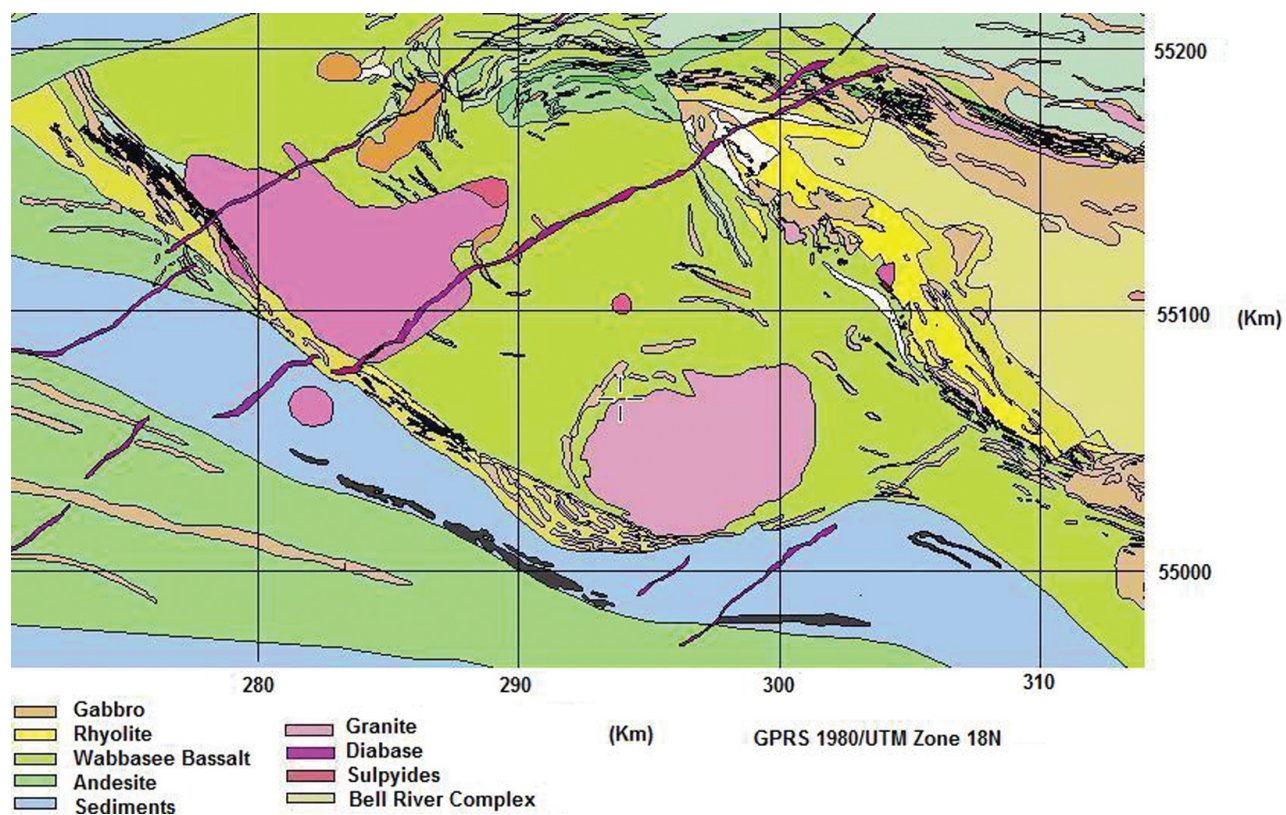 55200
55100 (Km)
55000
280 290 300 310
(Km) GPRS 1980/UTM Zone 18N
Gabbro
Rhyolite
Wabbasee Bassalt
Andesite
Sediments
Granite
Diabase
Sulpyides
Bell River Complex